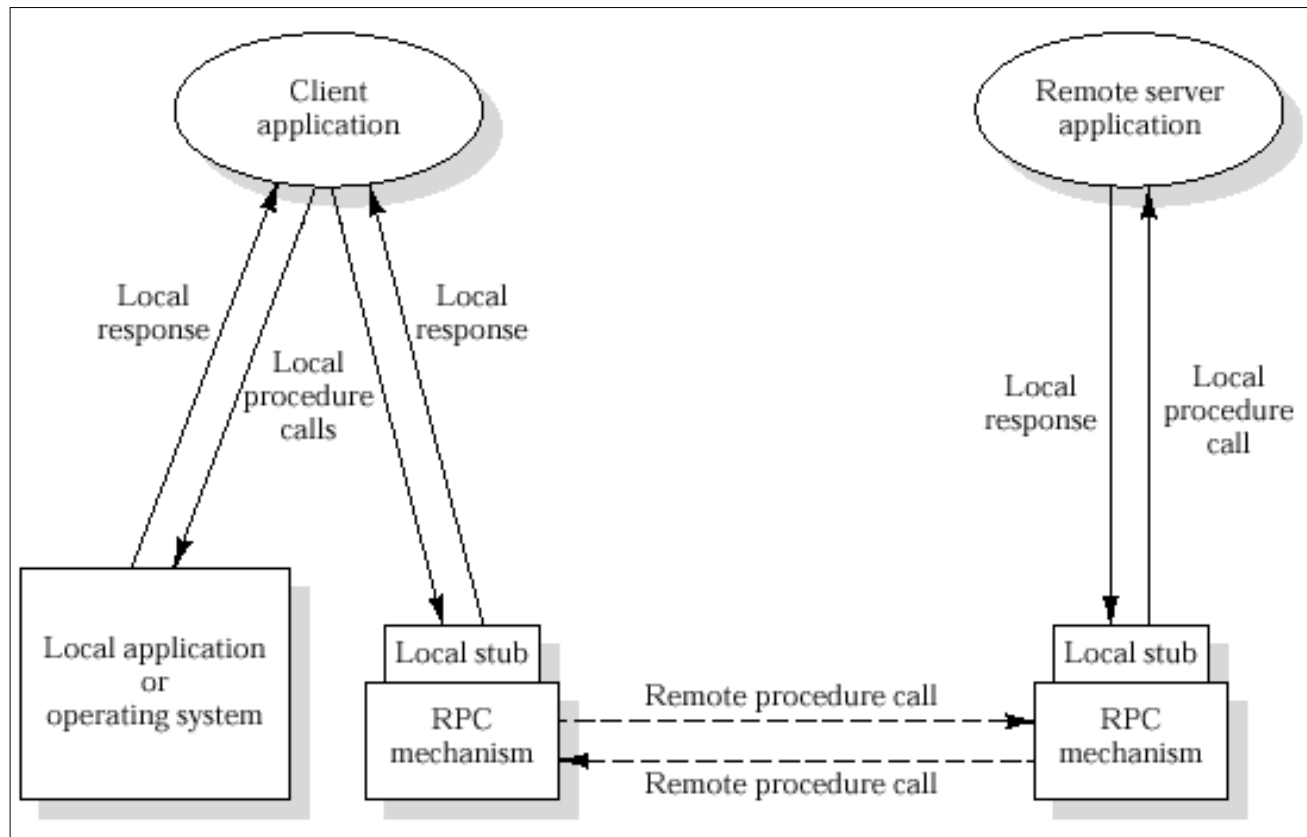 Client
application
Remote server
application
Local
response
Local
procedure
calls
Local
response
Local
response
Local
procedure
call
Local application
or
operating system
Local stub
RPC
mechanism
Remote procedure call
Remote procedure call
Local stub
RPC
mechanism